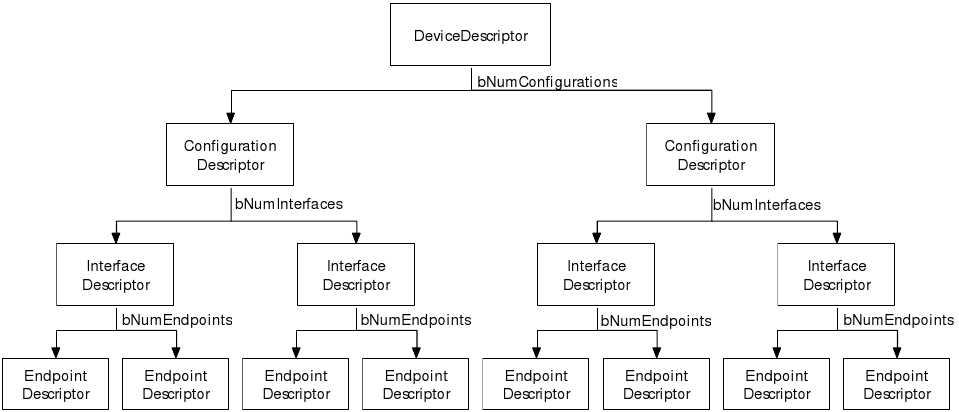 DeviceDescriptor
bNumConfigurations
Configuration
Descriptor
Configuration
Descriptor
bNumInterfaces
bNumInterfaces
Interface
Descriptor
Interface
Descriptor
Interface
Descriptor
Interface
Descriptor
bNumEndpoints
bNumEndpoints
bNumEndpoints
bNumEndpoints
Endpoint
Descriptor
Endpoint
Descriptor
Endpoint
Descriptor
Endpoint
Descriptor
Endpoint
Descriptor
Endpoint
Descriptor
Endpoint
Descriptor
Endpoint
Descriptor